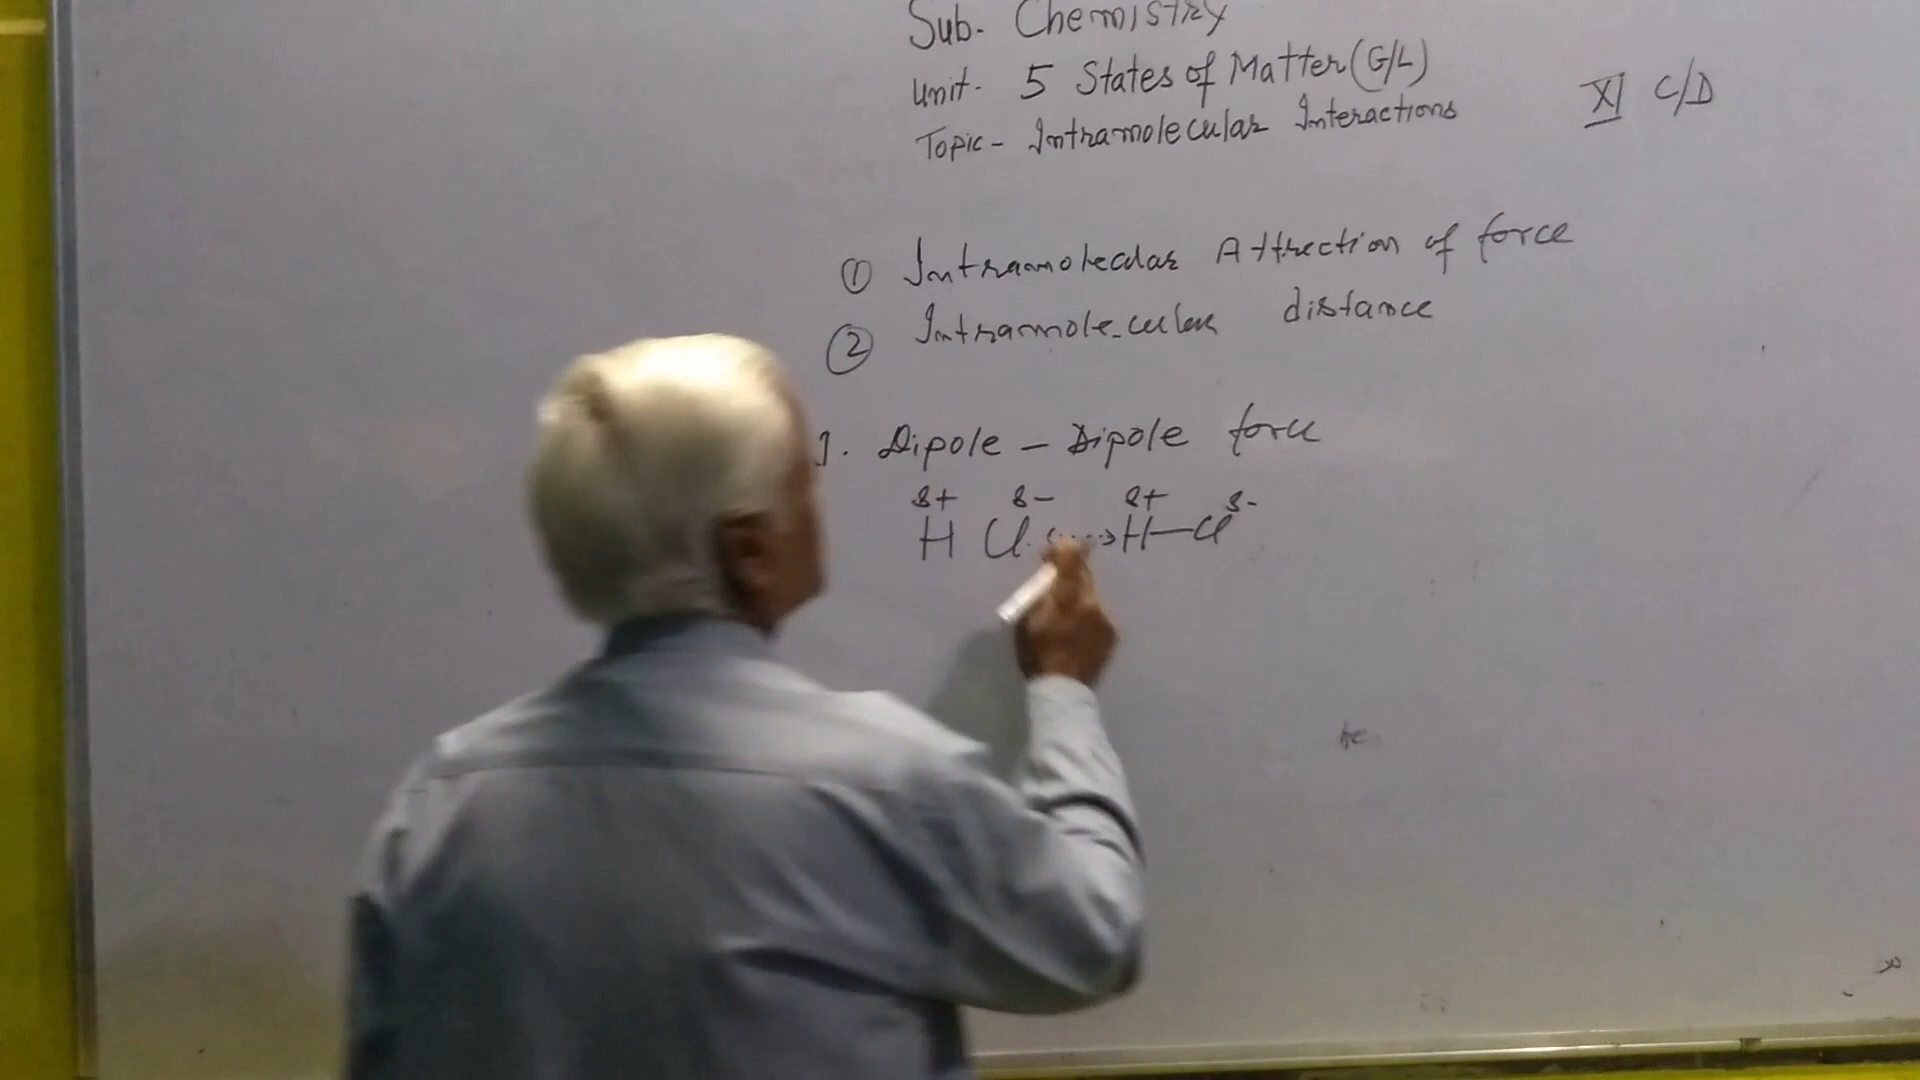 Sub. Chemistry
Unit. 5 States of Matter (G/L)
Topic - Intramolecular Interactions
XI C/D
① Intramolecular Attrection of force
② Intramolecular distance
1. Dipole - Dipole force
δ+ δ- δ+ δ-
H Cl <···> H-Cl